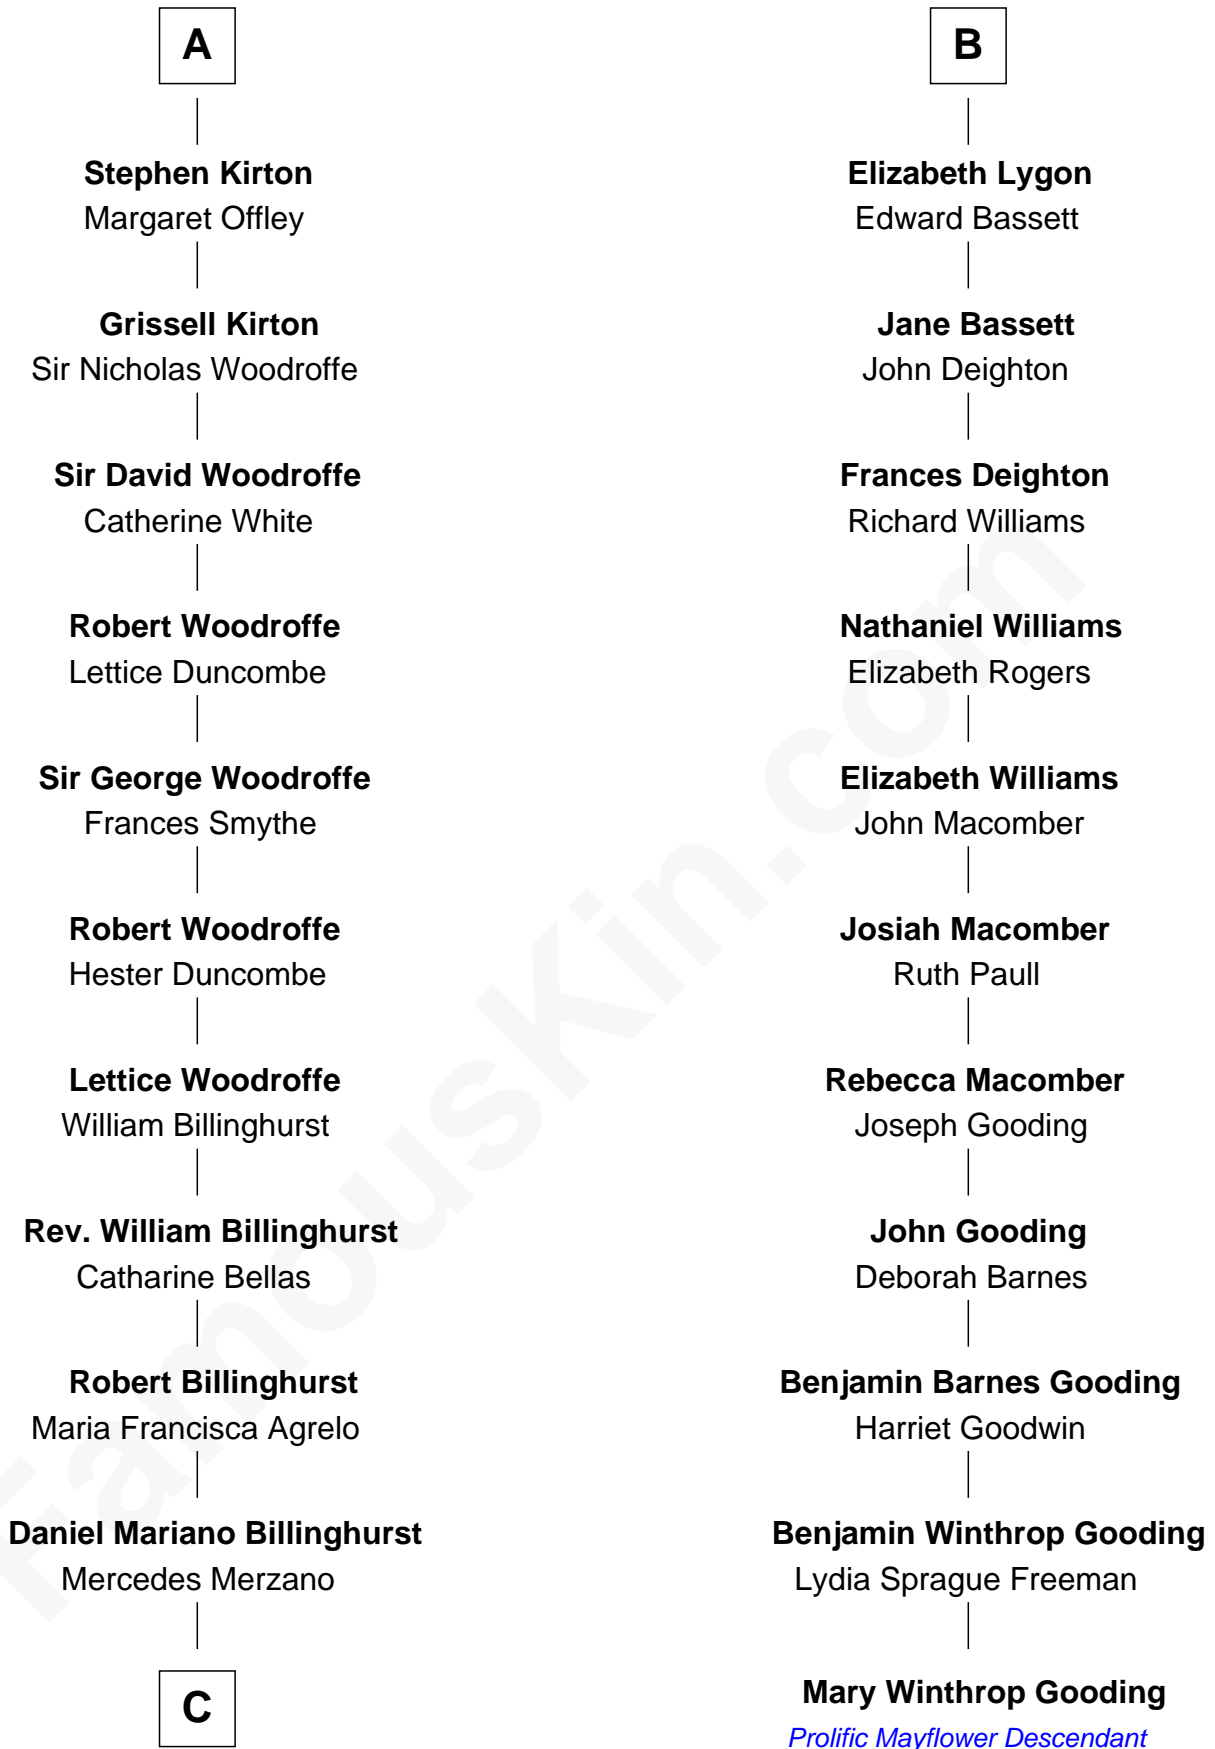 A
Stephen Kirton
Margaret Offley
Grissell Kirton
Sir Nicholas Woodroffe
Sir David Woodroffe
Catherine White
Robert Woodroffe
Lettice Duncombe
Sir George Woodroffe
Frances Smythe
Robert Woodroffe
Hester Duncombe
Lettice Woodroffe
William Billinghurst
Rev. William Billinghurst
Catharine Bellas
Robert Billinghurst
Maria Francisca Agrelo
Daniel Mariano Billinghurst
Mercedes Merzano
C
B
Elizabeth Lygon
Edward Bassett
Jane Bassett
John Deighton
Frances Deighton
Richard Williams
Nathaniel Williams
Elizabeth Rogers
Elizabeth Williams
John Macomber
Josiah Macomber
Ruth Paull
Rebecca Macomber
Joseph Gooding
John Gooding
Deborah Barnes
Benjamin Barnes Gooding
Harriet Goodwin
Benjamin Winthrop Gooding
Lydia Sprague Freeman
Mary Winthrop Gooding
Prolific Mayflower Descendant
FamousKin.com